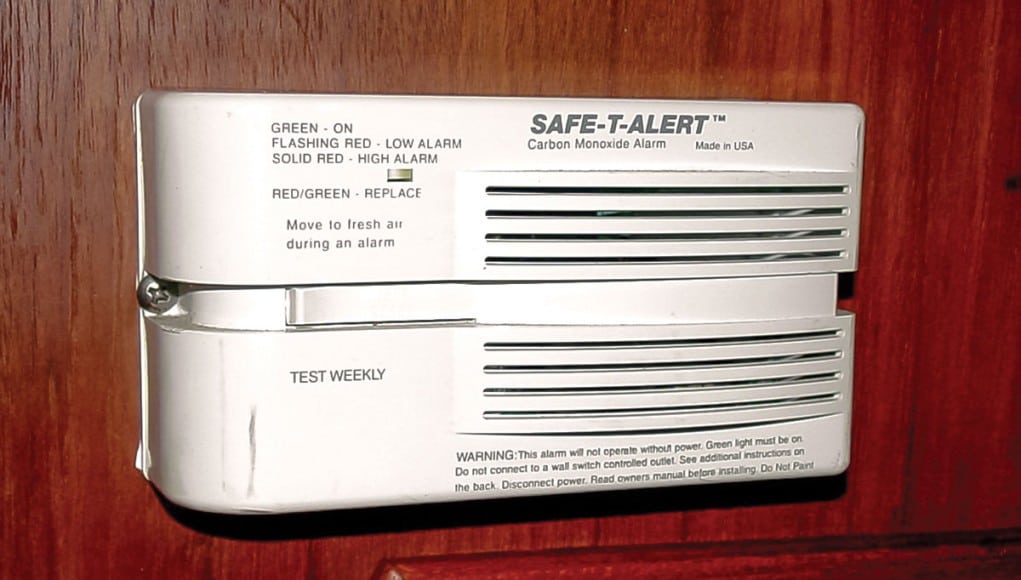 GREEN - ON
FLASHING RED - LOW ALARM
SOLID RED - HIGH ALARM
RED/GREEN - REPLACE
Move to fresh air
during an alarm
SAFE-T-ALERT™
Carbon Monoxide Alarm Made in USA
TEST WEEKLY
WARNING: This alarm will not operate without power. Green light must be on.
Do not connect to a wall switch controlled outlet. See additional instructions on
the back. Disconnect power. Read owners manual before installing. Do Not Paint